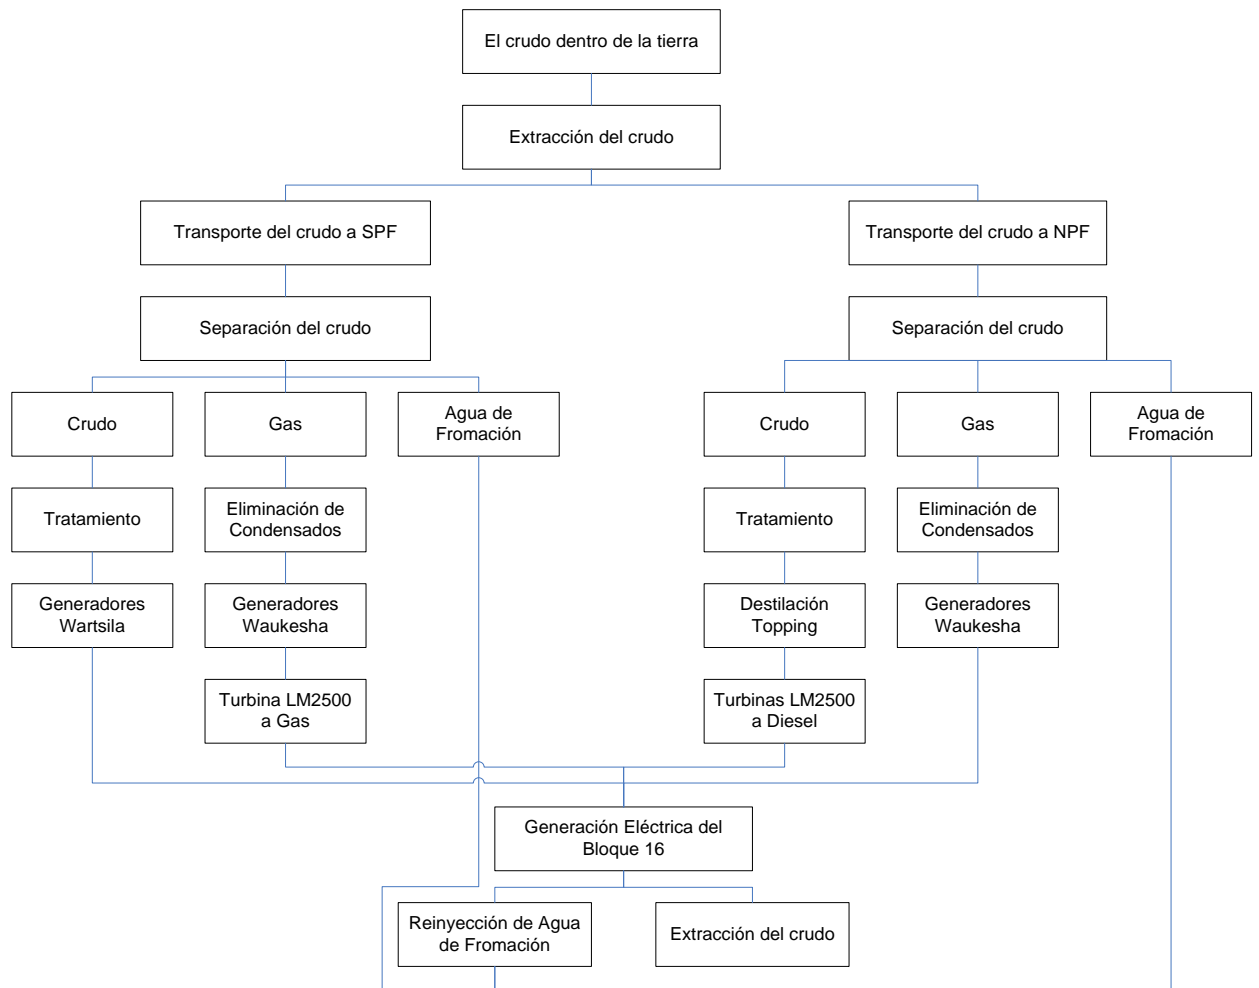 El crudo dentro de la tierra
Extracción del crudo
Transporte del crudo a SPF
Transporte del crudo a NPF
Separación del crudo
Separación del crudo
Crudo
Gas
Agua de
Fromación
Crudo
Gas
Agua de
Fromación
Tratamiento
Eliminación de
Condensados
Tratamiento
Eliminación de
Condensados
Generadores
Wartsila
Generadores
Waukesha
Destilación
Topping
Generadores
Waukesha
Turbina LM2500
a Gas
Turbinas LM2500
a Diesel
Generación Eléctrica del
Bloque 16
Reinyección de Agua
de Fromación
Extracción del crudo